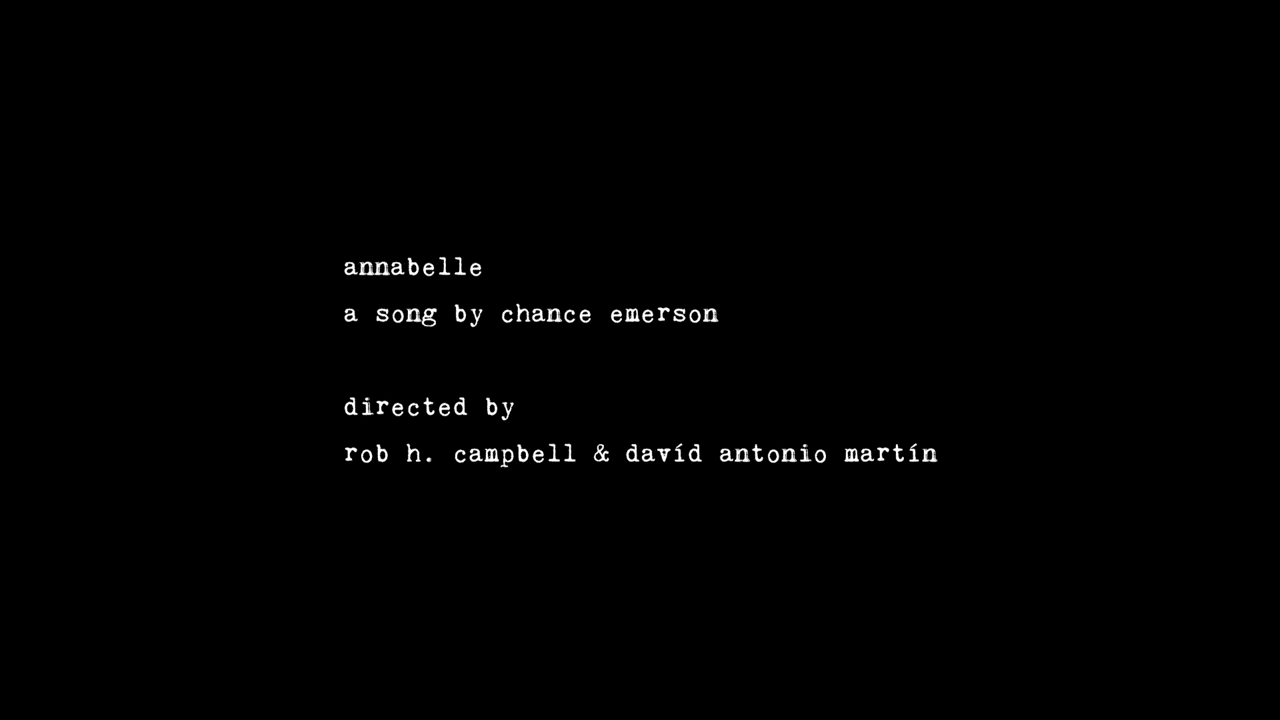 annabelle
a song by chance emerson
directed by
rob h. campbell & davíd antonio martín